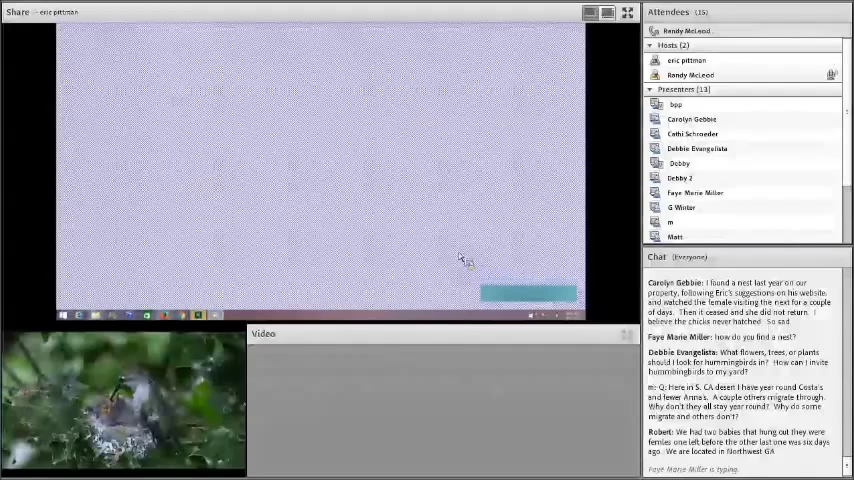 Share - eric pittman
Attendees (15)
Randy McLeod
Hosts (2)
eric pittman
Randy McLeod
Presenters (13)
bpp
Carolyn Gebbie
Cathi Schroeder
Debbie Evangelista
Debby
Debby 2
Faye Marie Miller
G Winter
m
Matt
Chat (Everyone)
Carolyn Gebbie: I found a nest last year on our
property, following Eric's suggestions on his website,
and watched the female visiting the next for a couple
of days. Then it ceased and she did not return. I
believe the chicks never hatched. So sad
Faye Marie Miller: how do you find a nest?
Debbie Evangelista: What flowers, trees, or plants
should I look for hummingbirds in? How can I invite
hummbingbirds to my yard?
m: Q: Here in S. CA desert I have year round Costa's
and fewer Anna's. A couple others migrate through.
Why don't they all stay year round? Why do some
migrate and others don't?
Robert: We had two babies that hung out they were
femles one left before the other last one was six days
ago. We are located in Northwest GA
Faye Marie Miller is typing.
Video